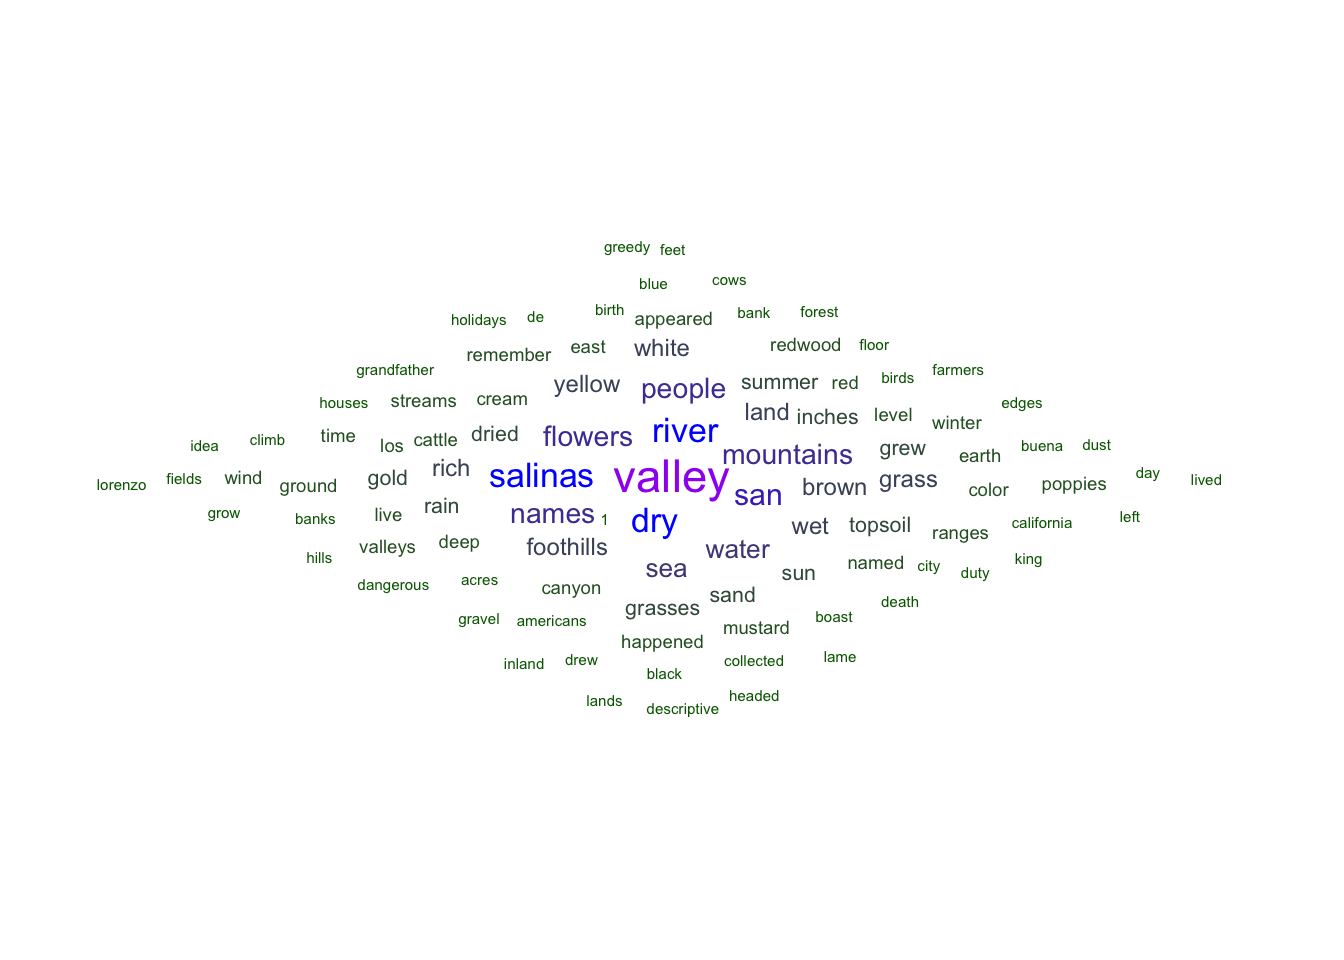 greedy feet
blue cows
holidays de birth appeared bank forest
remember east white redwood floor
grandfather yellow people summer red birds farmers
houses streams cream land inches level winter edges
idea climb time los cattle dried flowers river mountains grew earth buena dust
lorenzo fields wind ground gold rich salinas valley san brown grass color poppies day lived
grow banks live rain names 1 dry wet topsoil ranges california left
hills valleys deep foothills water sea sun named city duty king
dangerous acres canyon grasses sand death
gravel americans happened mustard boast
inland drew black collected lame
lands descriptive headed